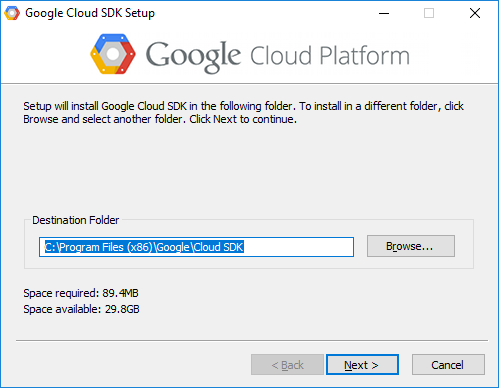 Google Cloud SDK Setup
Google Cloud Platform
Setup will install Google Cloud SDK in the following folder. To install in a different folder, click
Browse and select another folder. Click Next to continue.
Destination Folder
C:\Program Files (x86)\Google\Cloud SDK
Browse...
Space required: 89.4MB
Space available: 29.8GB
< Back
Next >
Cancel